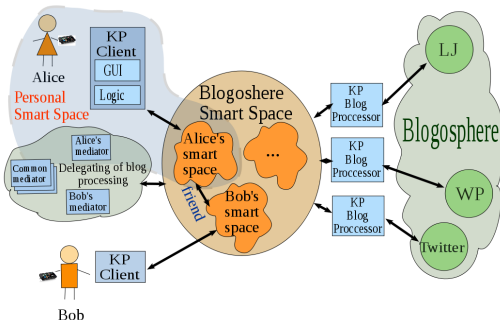 Alice
Personal
Smart Space
KP
Client
GUI
Logic
Alice's
mediator
Delegating of blog
processing
Common
mediator
Bob's
mediator
Bob
KP
Client
Blogoshere
Smart Space
Alice's
smart
space
...
friend
Bob's
smart
space
KP
Blog
Proccessor
KP
Blog
Proccessor
KP
Blog
Proccessor
LJ
Blogosphere
WP
Twitter